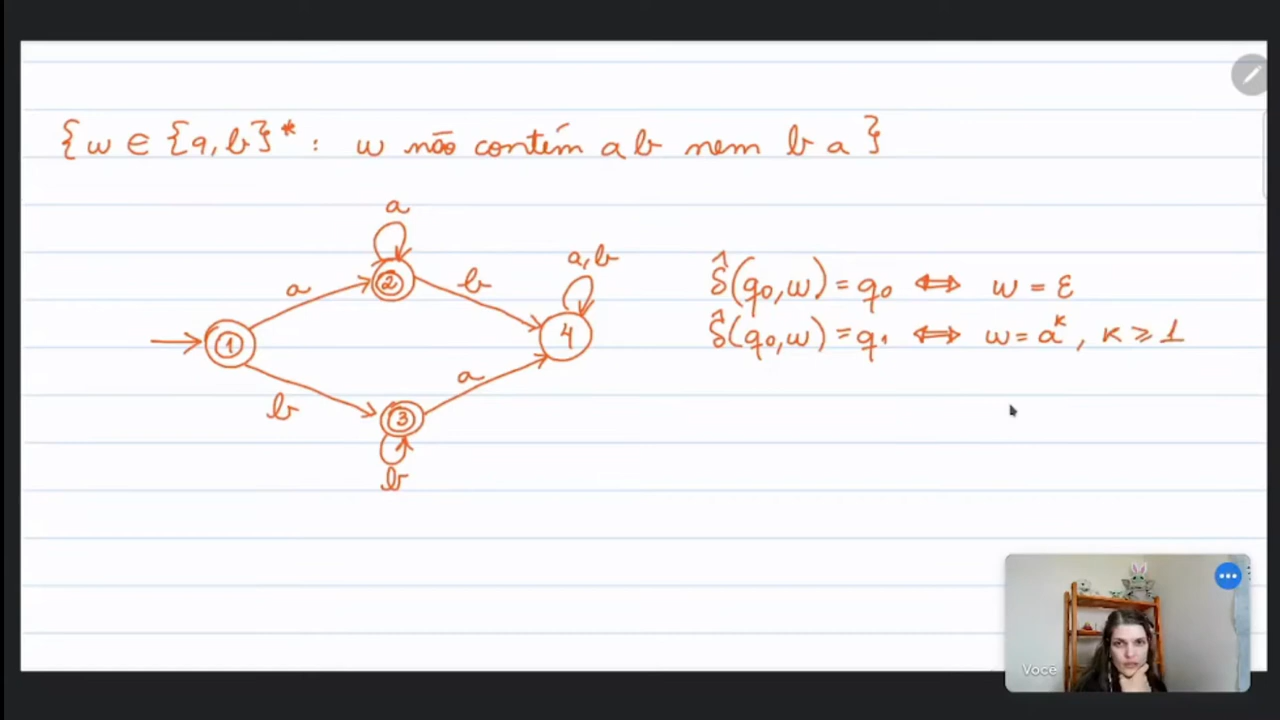 {w ∈ {a, b}* : w não contém ab nem ba}
a
a, b
a
2
b
δ̂(q₀, w) = q₀ ⟺ w = ε
1
4
δ̂(q₀, w) = q₁ ⟺ w = aᵏ, k ≥ 1
b
a
3
b
Você